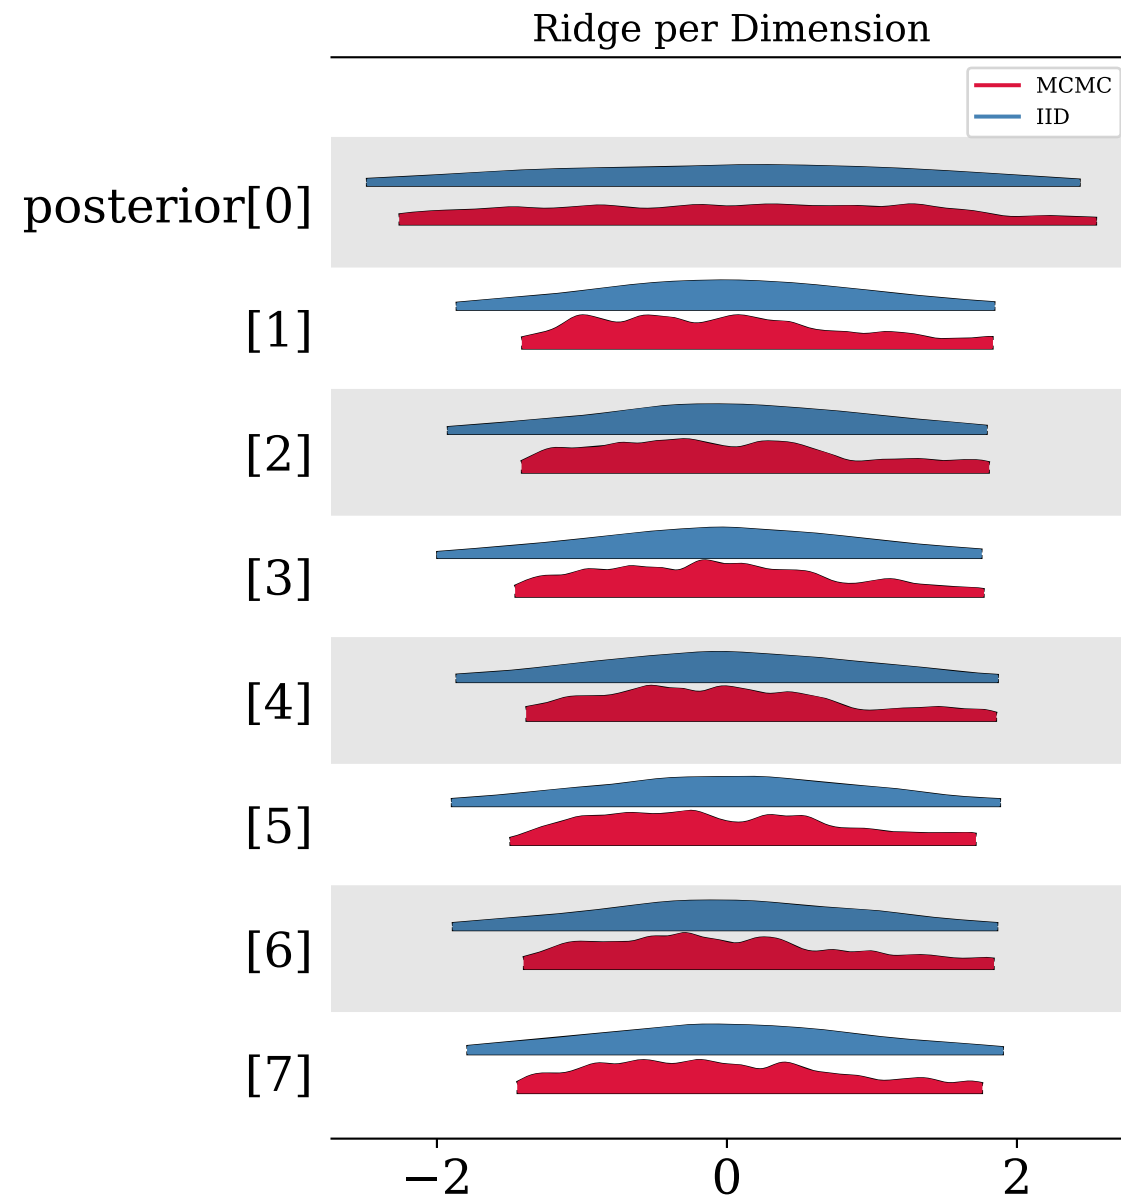 Ridge per Dimension
MCMC
IID
posterior[0]
[1]
[2]
[3]
[4]
[5]
[6]
[7]
−2 0 2